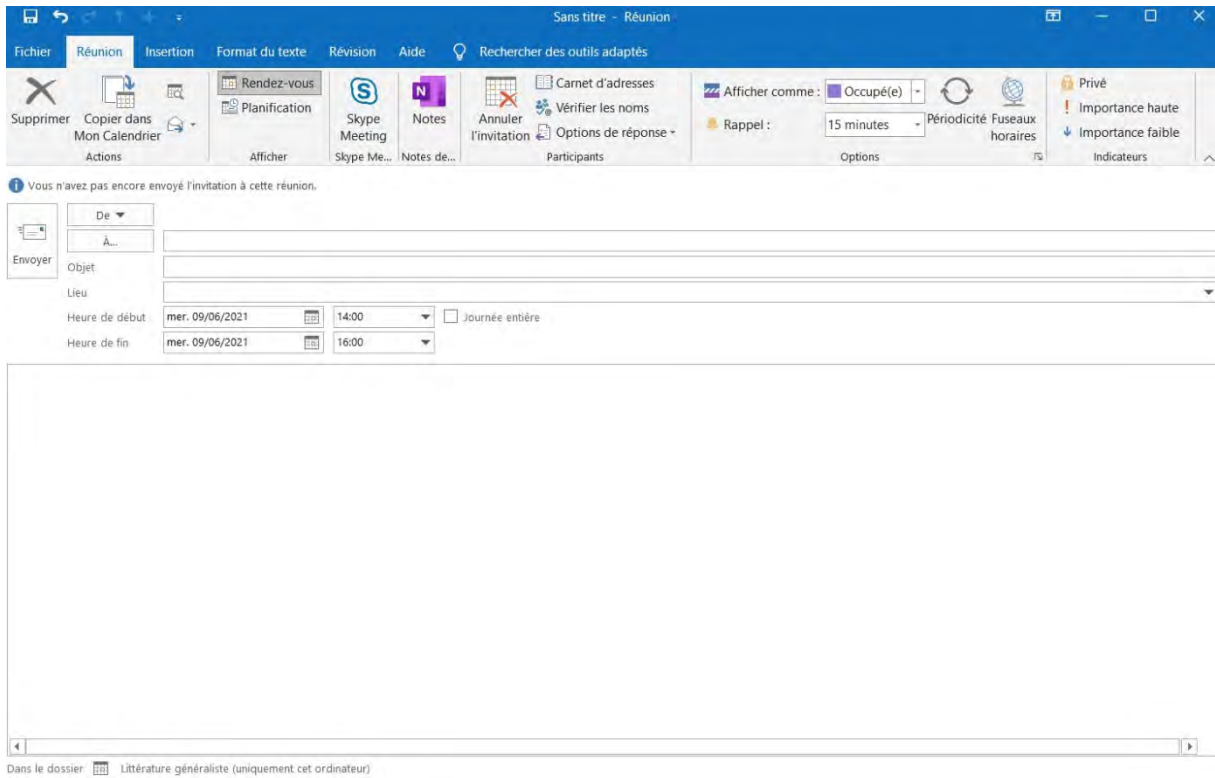 Sans titre - Réunion
Fichier Réunion Insertion Format du texte Révision Aide Rechercher des outils adaptés
Supprimer
Copier dans
Mon Calendrier
Actions
Rendez-vous
Planification
Afficher
Skype
Meeting
Skype Me...
N
Notes
Notes de...
Annuler
l'invitation
Carnet d'adresses
Vérifier les noms
Options de réponse
Participants
Afficher comme : Occupé(e)
Rappel : 15 minutes
Périodicité
Fuseaux
horaires
Options
Privé
Importance haute
Importance faible
Indicateurs
Vous n'avez pas encore envoyé l'invitation à cette réunion.
Envoyer
De
À...
Objet
Lieu
Heure de début mer. 09/06/2021 14:00 Journée entière
Heure de fin mer. 09/06/2021 16:00
Dans le dossier Littérature généraliste (uniquement cet ordinateur)